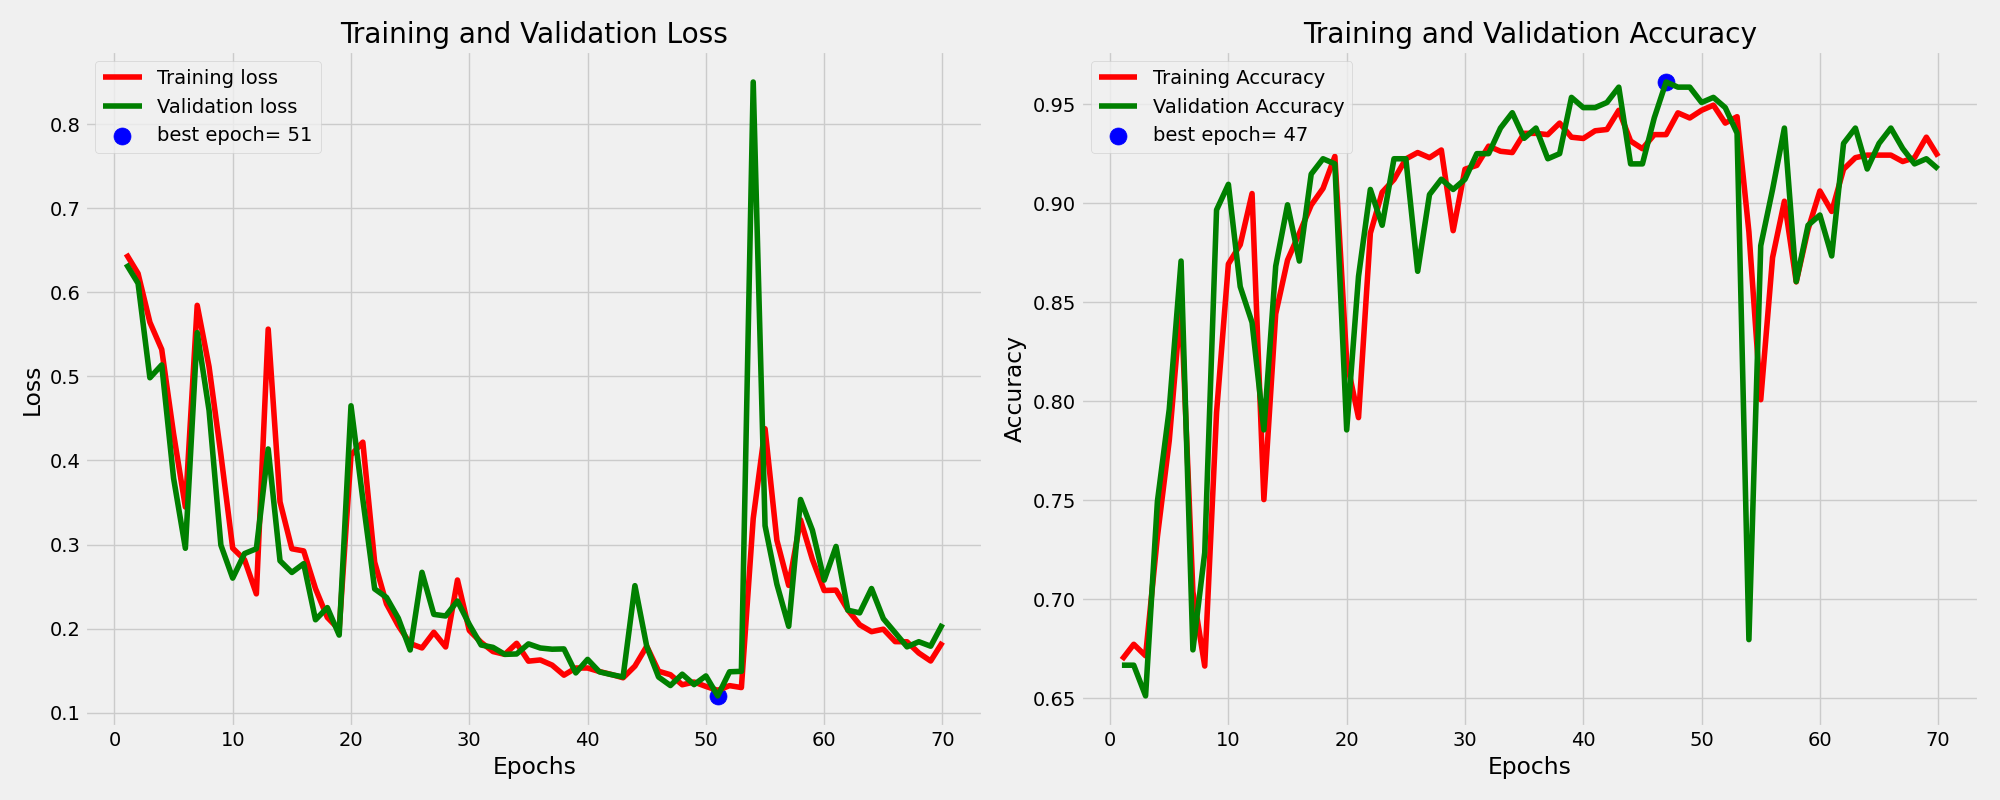 Training and Validation Loss
Training loss
Validation loss
best epoch= 51
0.8
0.7
0.6
0.5
0.4
0.3
0.2
0.1
Loss
0 10 20 30 40 50 60 70
Epochs
Training and Validation Accuracy
Training Accuracy
Validation Accuracy
best epoch= 47
0.95
0.90
0.85
0.80
0.75
0.70
0.65
Accuracy
0 10 20 30 40 50 60 70
Epochs